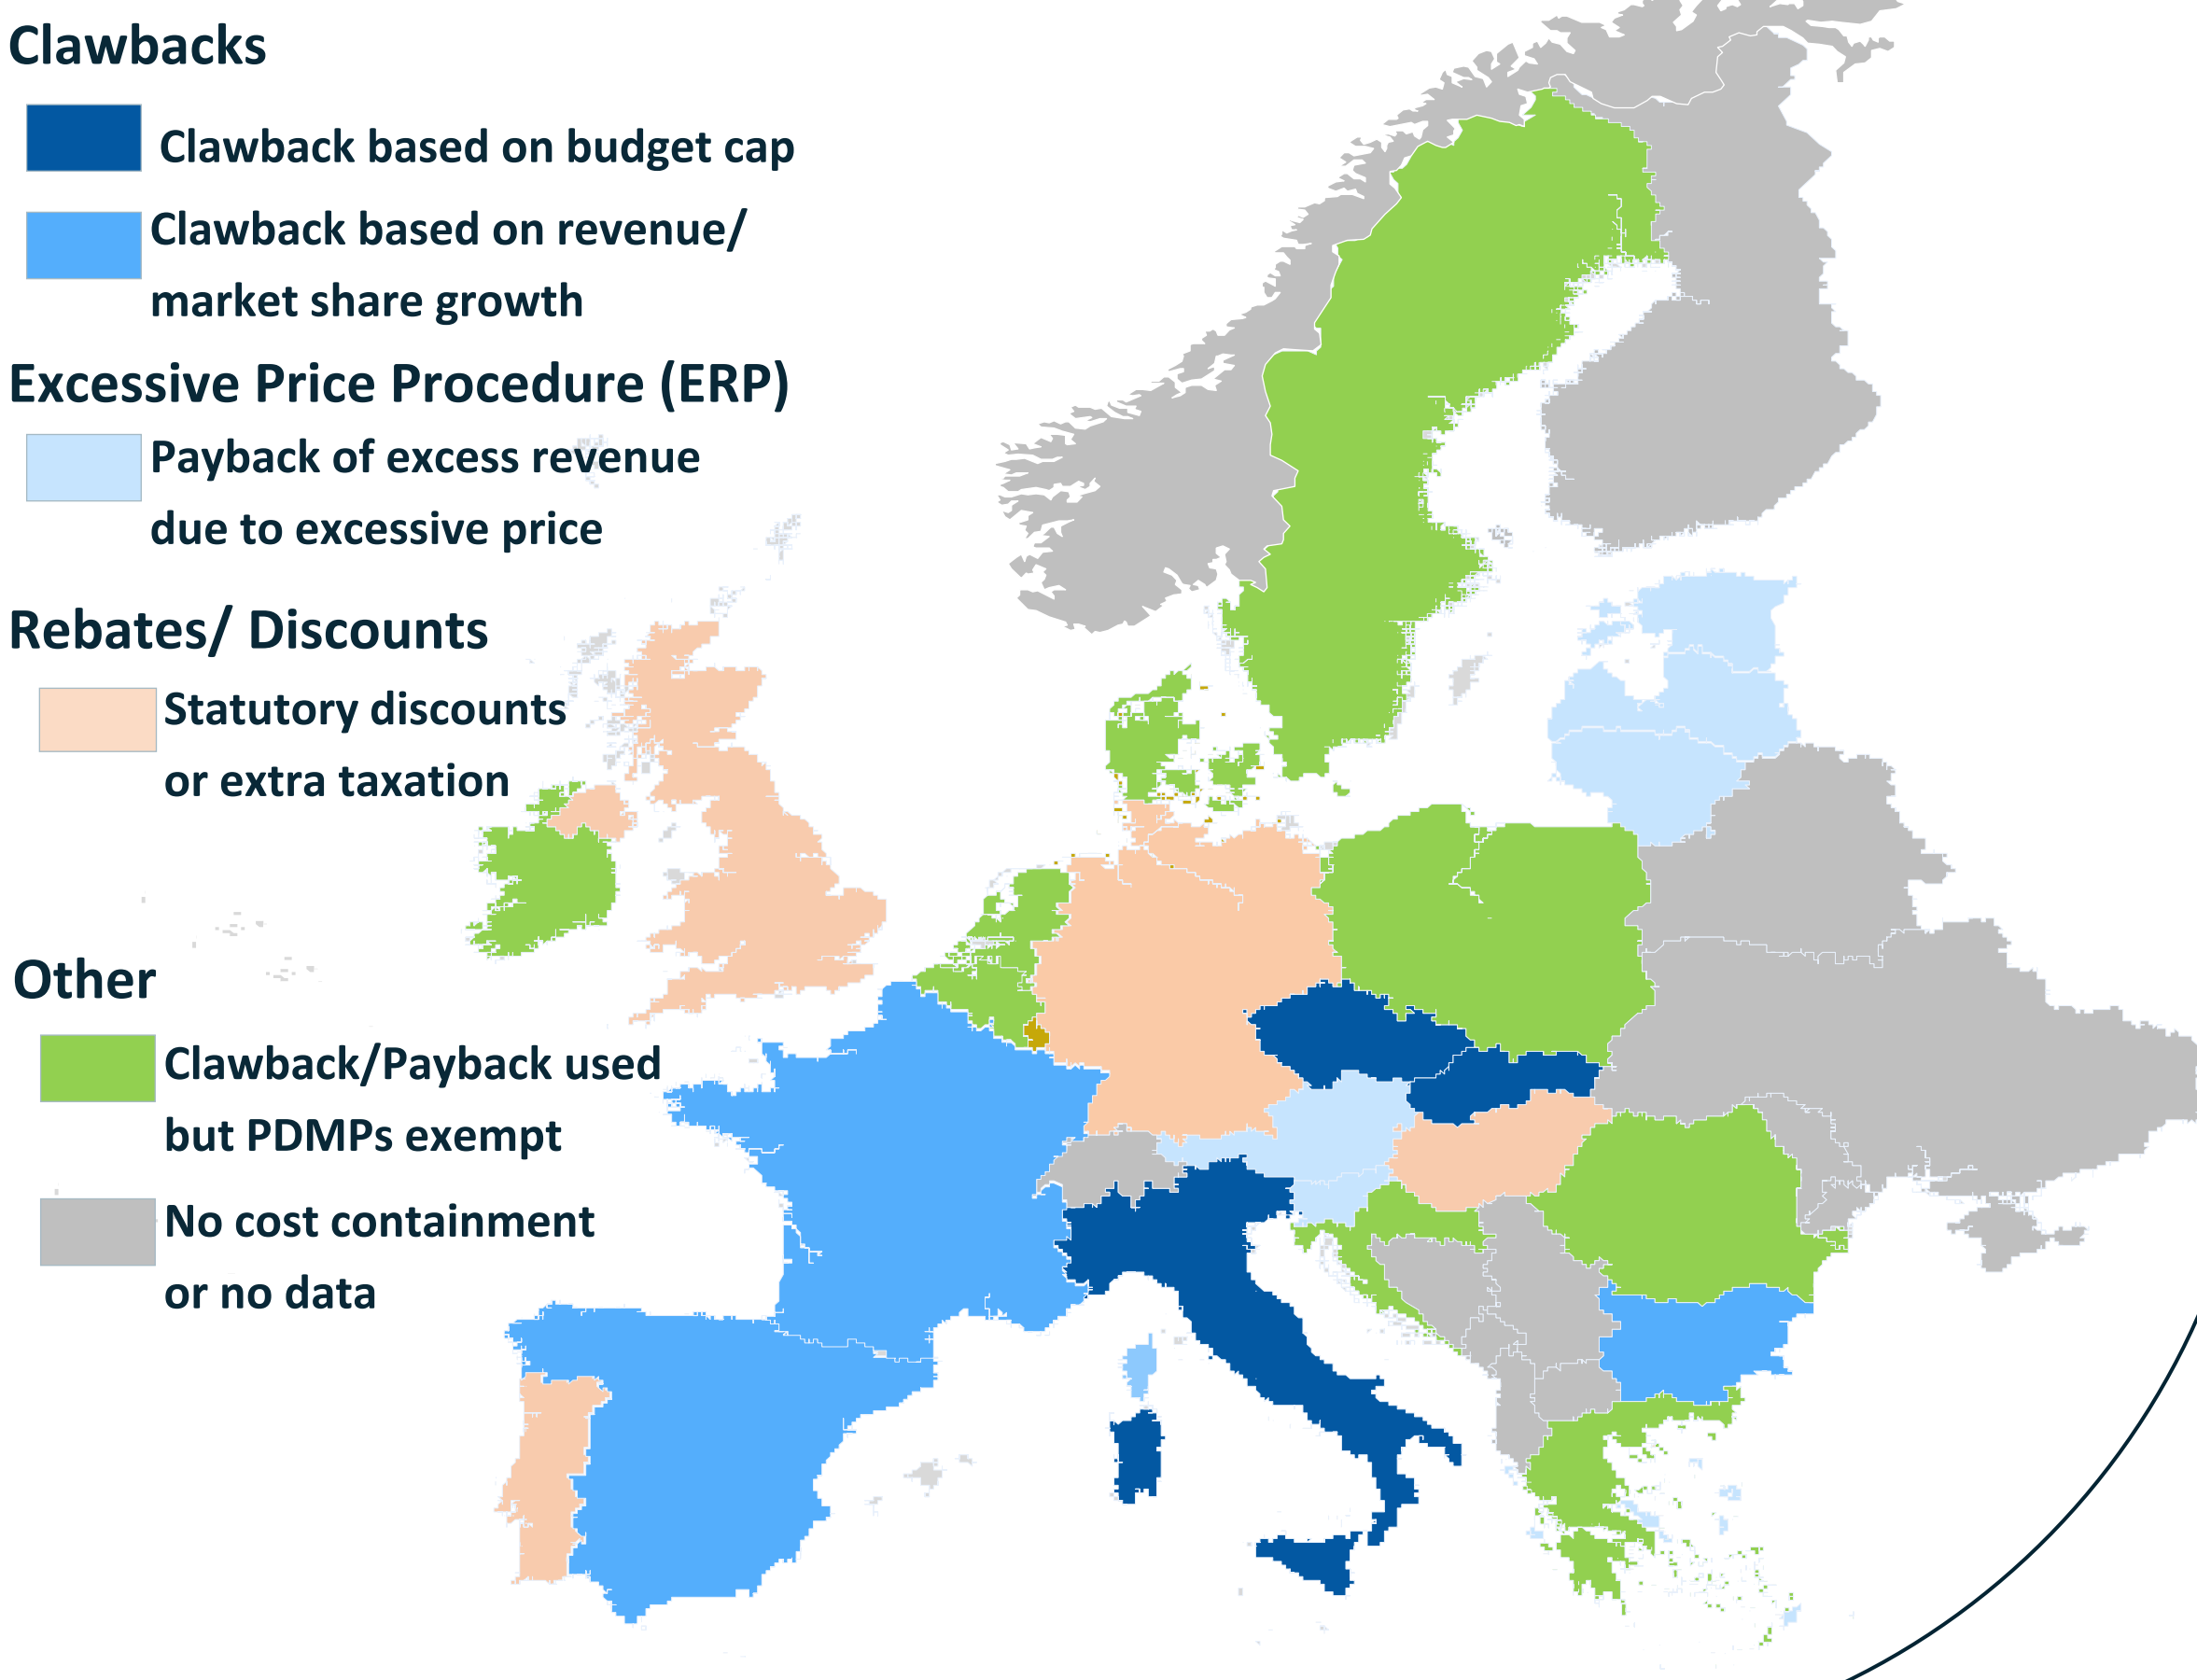 Clawbacks
Clawback based on budget cap
Clawback based on revenue/
market share growth
Excessive Price Procedure (ERP)
Payback of excess revenue
due to excessive price
Rebates/ Discounts
Statutory discounts
or extra taxation
Other
Clawback/Payback used
but PDMPs exempt
No cost containment
or no data